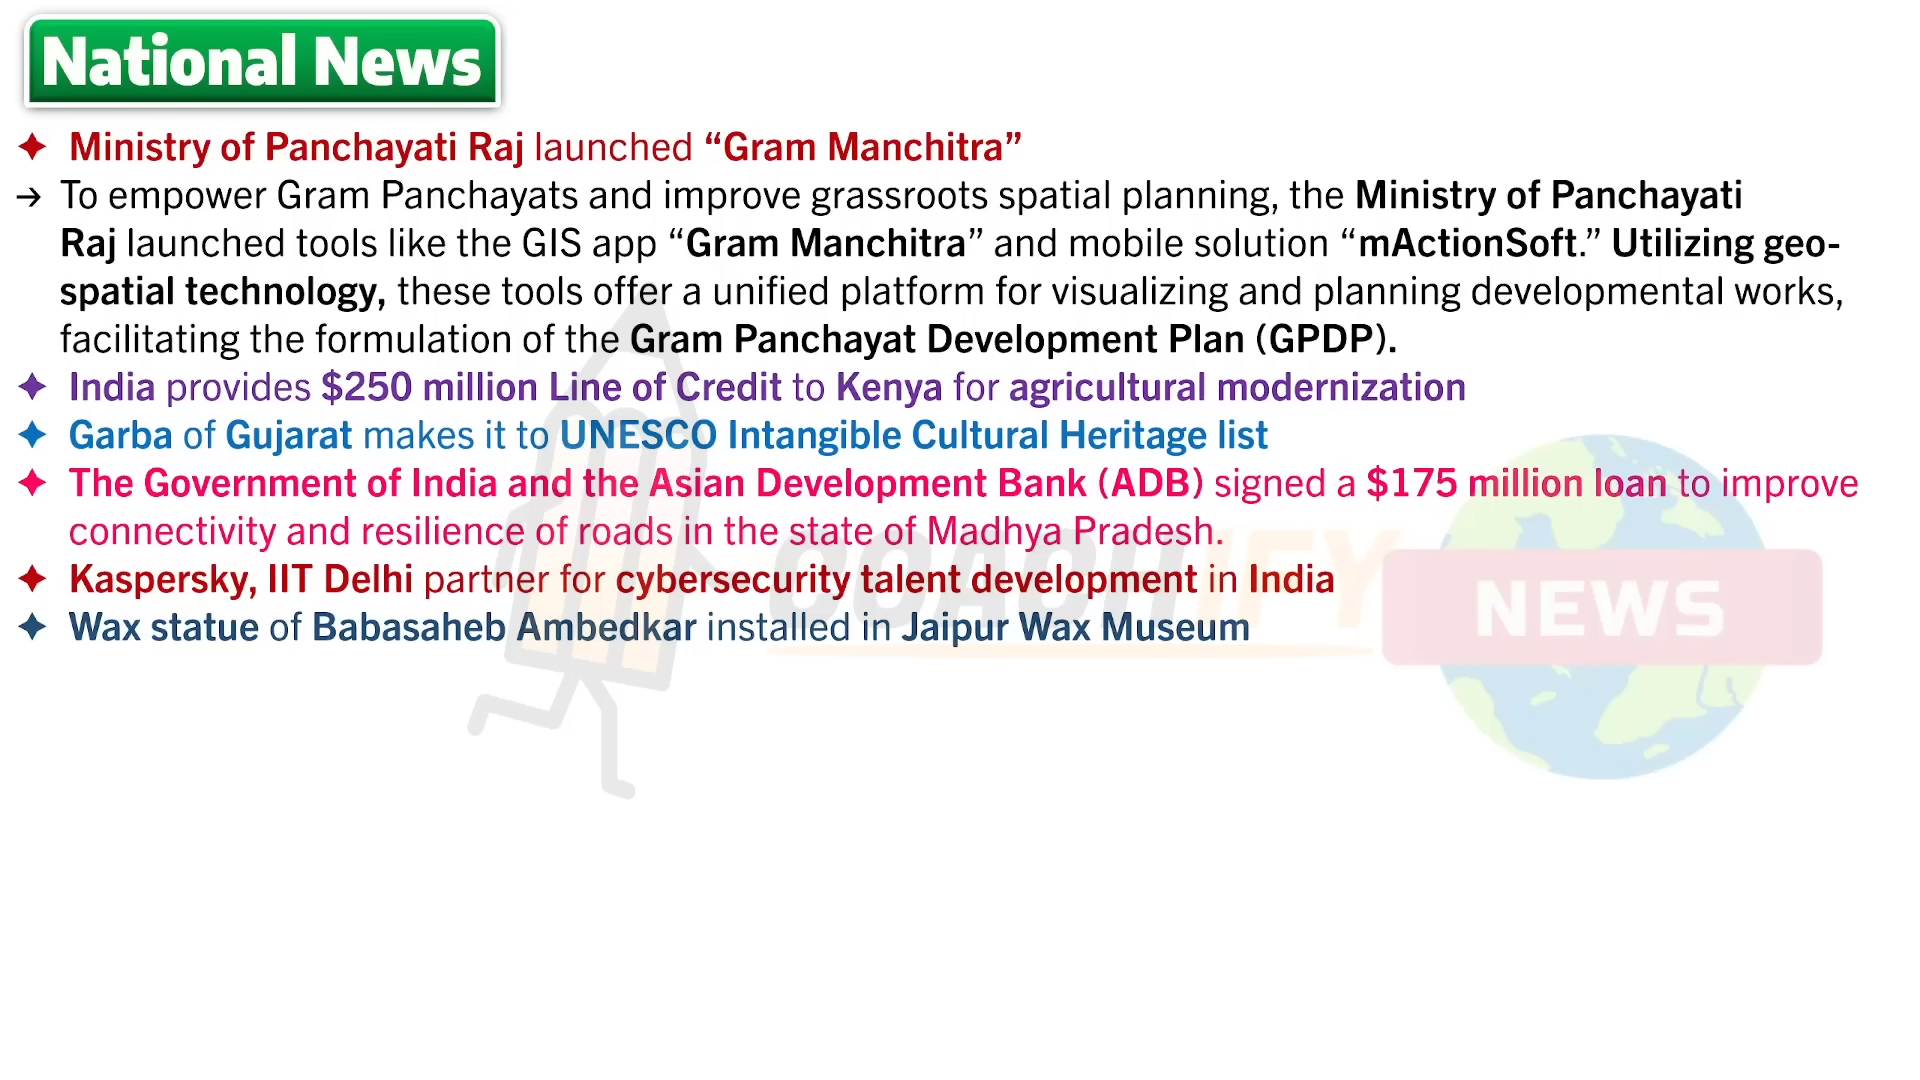 National News
✦ Ministry of Panchayati Raj launched “Gram Manchitra”
→ To empower Gram Panchayats and improve grassroots spatial planning, the Ministry of Panchayati
Raj launched tools like the GIS app “Gram Manchitra” and mobile solution “mActionSoft.” Utilizing geo-
spatial technology, these tools offer a unified platform for visualizing and planning developmental works,
facilitating the formulation of the Gram Panchayat Development Plan (GPDP).
✦ India provides $250 million Line of Credit to Kenya for agricultural modernization
✦ Garba of Gujarat makes it to UNESCO Intangible Cultural Heritage list
✦ The Government of India and the Asian Development Bank (ADB) signed a $175 million loan to improve
connectivity and resilience of roads in the state of Madhya Pradesh.
✦ Kaspersky, IIT Delhi partner for cybersecurity talent development in India
✦ Wax statue of Babasaheb Ambedkar installed in Jaipur Wax Museum
COACHIFY
NEWS